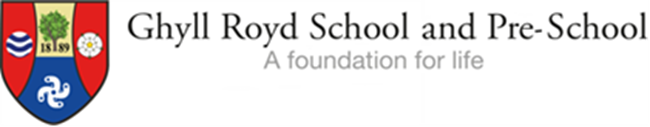 Ghyll Royd School and Pre-School
A foundation for life
1889